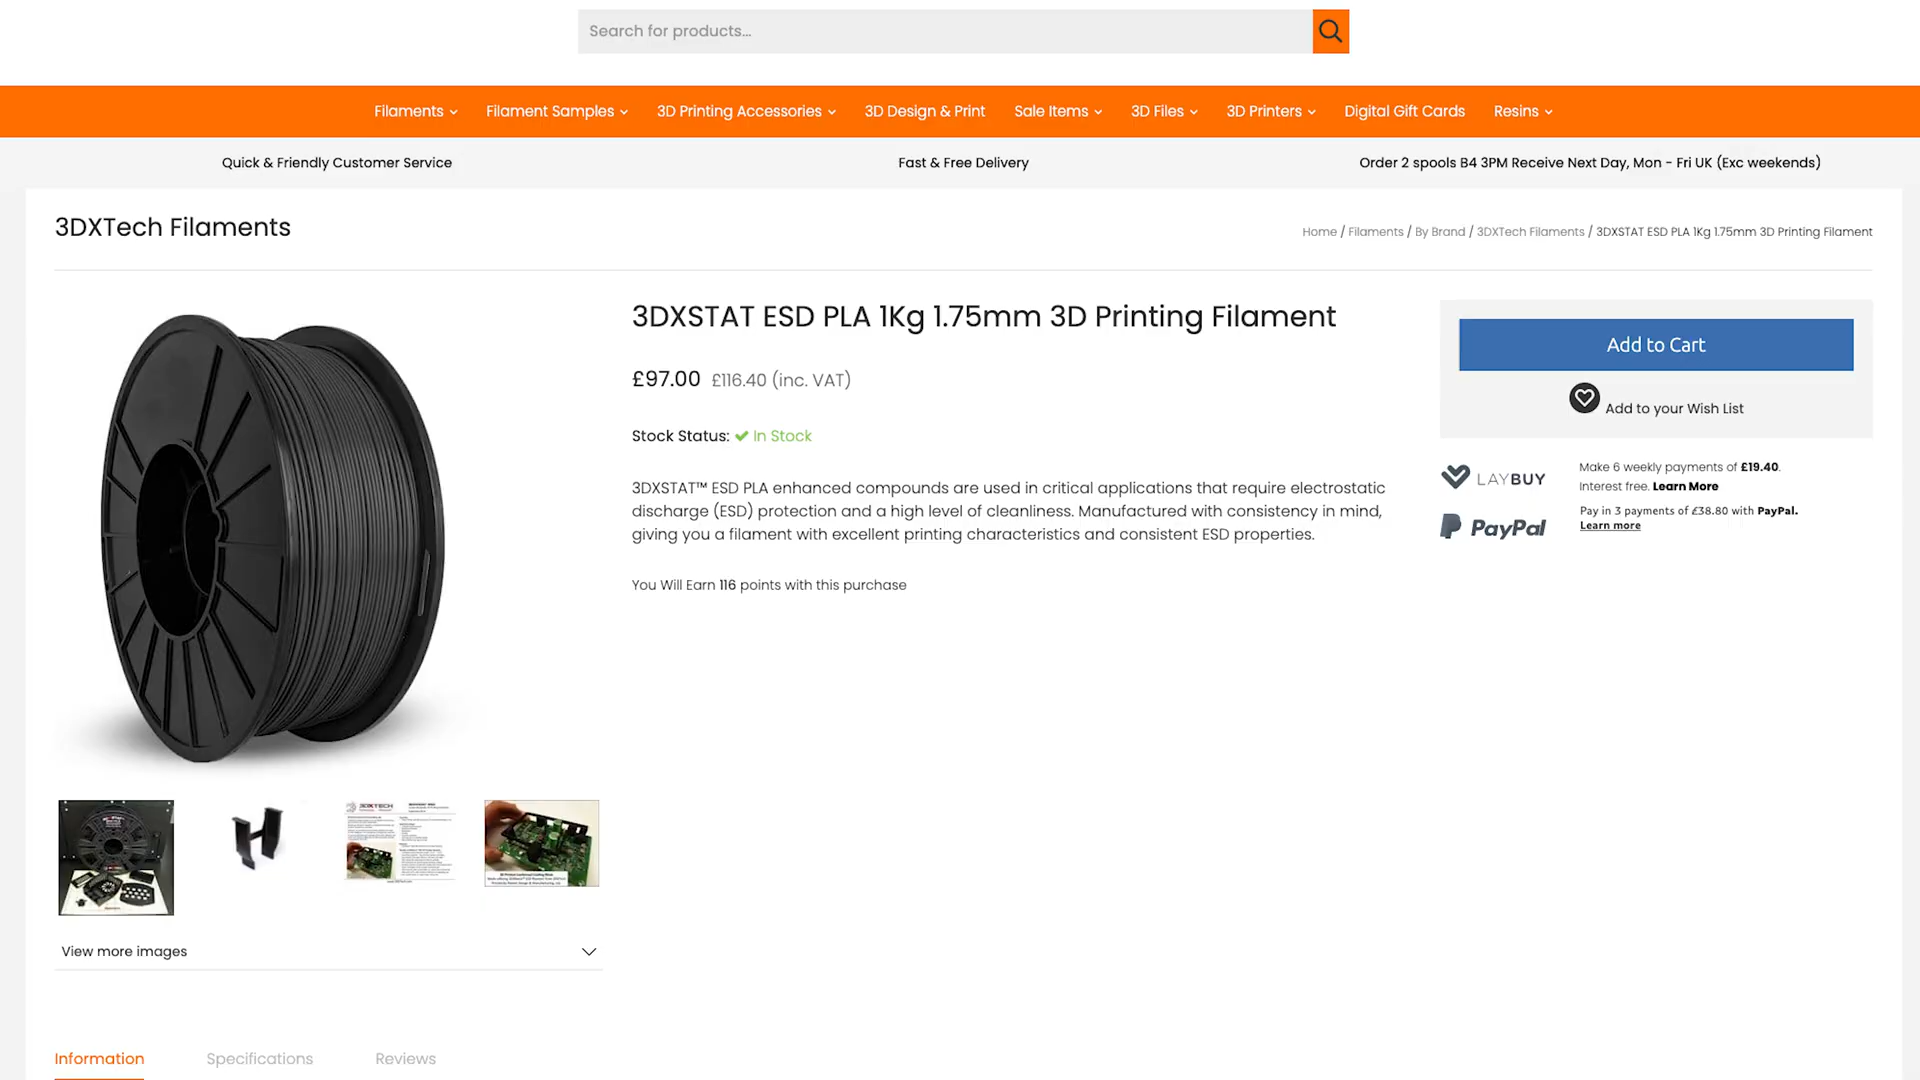 Search for products...
Filaments
Filament Samples
3D Printing Accessories
3D Design & Print
Sale Items
3D Files
3D Printers
Digital Gift Cards
Resins
Quick & Friendly Customer Service
Fast & Free Delivery
Order 2 spools B4 3PM Receive Next Day, Mon - Fri UK (Exc weekends)
3DXTech Filaments
Home / Filaments / By Brand / 3DXTech Filaments / 3DXSTAT ESD PLA 1Kg 1.75mm 3D Printing Filament
3DXSTAT ESD PLA 1Kg 1.75mm 3D Printing Filament
£97.00 £116.40 (inc. VAT)
Stock Status: In Stock
3DXSTAT™ ESD PLA enhanced compounds are used in critical applications that require electrostatic
discharge (ESD) protection and a high level of cleanliness. Manufactured with consistency in mind,
giving you a filament with excellent printing characteristics and consistent ESD properties.
You Will Earn 116 points with this purchase
Add to Cart
Add to your Wish List
LAYBUY
Make 6 weekly payments of £19.40.
Interest free. Learn More
PayPal
Pay in 3 payments of £38.80 with PayPal.
Learn more
3DXTECH
View more images
Information
Specifications
Reviews